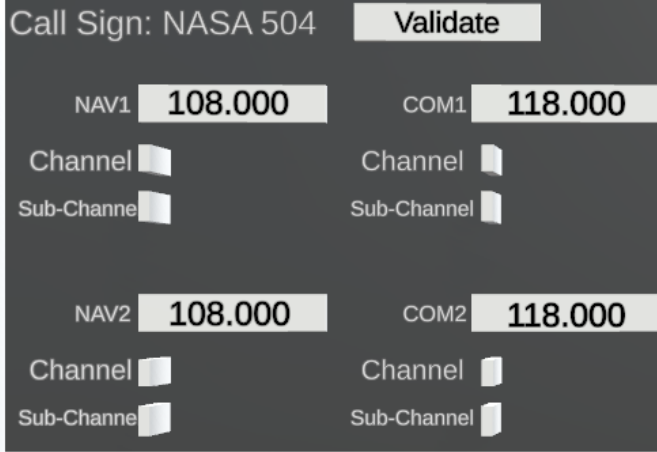 Call Sign: NASA 504 Validate
NAV1 108.000 COM1 118.000
Channel Channel
Sub-Channe Sub-Channel
NAV2 108.000 COM2 118.000
Channel Channel
Sub-Channe Sub-Channel